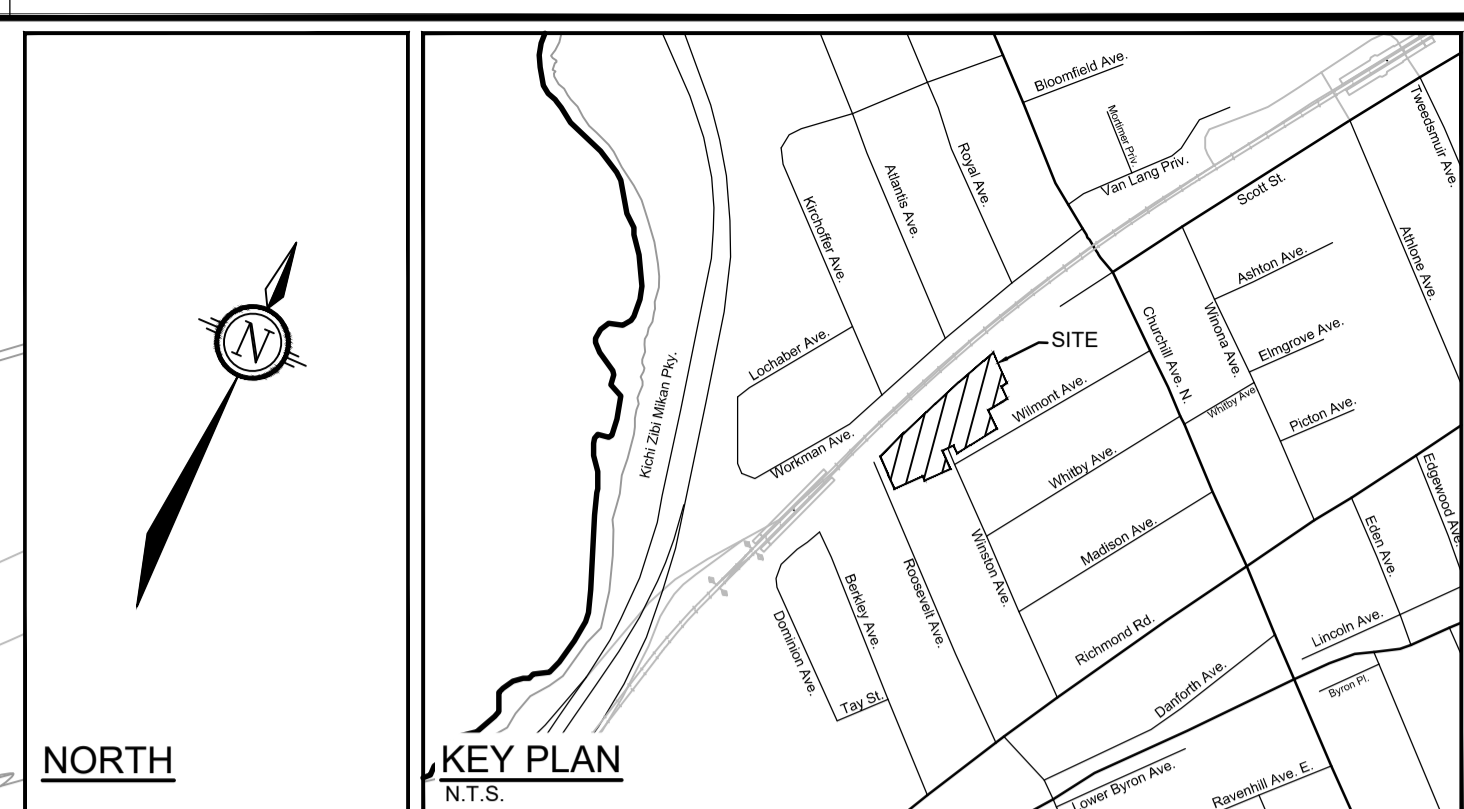 Bloomfield Ave.
Mortimer Priv.
Van Lang Priv.
Tweedsmuir Ave.
Scott St.
Royal Ave.
Atlantis Ave.
Kirchoffer Ave.
Ashton Ave.
Athlone Ave.
Winona Ave.
Churchill Ave. N.
Elmgrove Ave.
SITE
N
Lochaber Ave.
Kichi Zibi Mikan Pky.
Wilmont Ave.
Whitby Ave
Picton Ave.
Workman Ave.
Whitby Ave.
Edgewood Ave.
Madison Ave.
Eden Ave.
Winston Ave.
Roosevelt Ave.
Berkley Ave.
Dominion Ave.
Richmond Rd.
Lincoln Ave.
Danforth Ave.
Byron Pl.
Tay St.
NORTH
KEY PLAN
N.T.S.
Lower Byron Ave.
Ravenhill Ave. E.